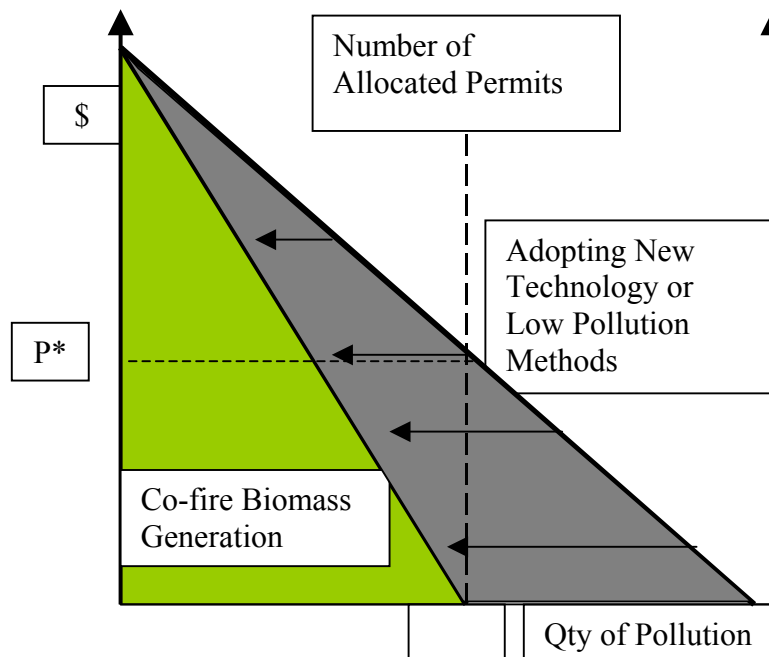 Number of
Allocated Permits
$
Adopting New
Technology or
Low Pollution
Methods
P*
Co-fire Biomass
Generation
Qty of Pollution